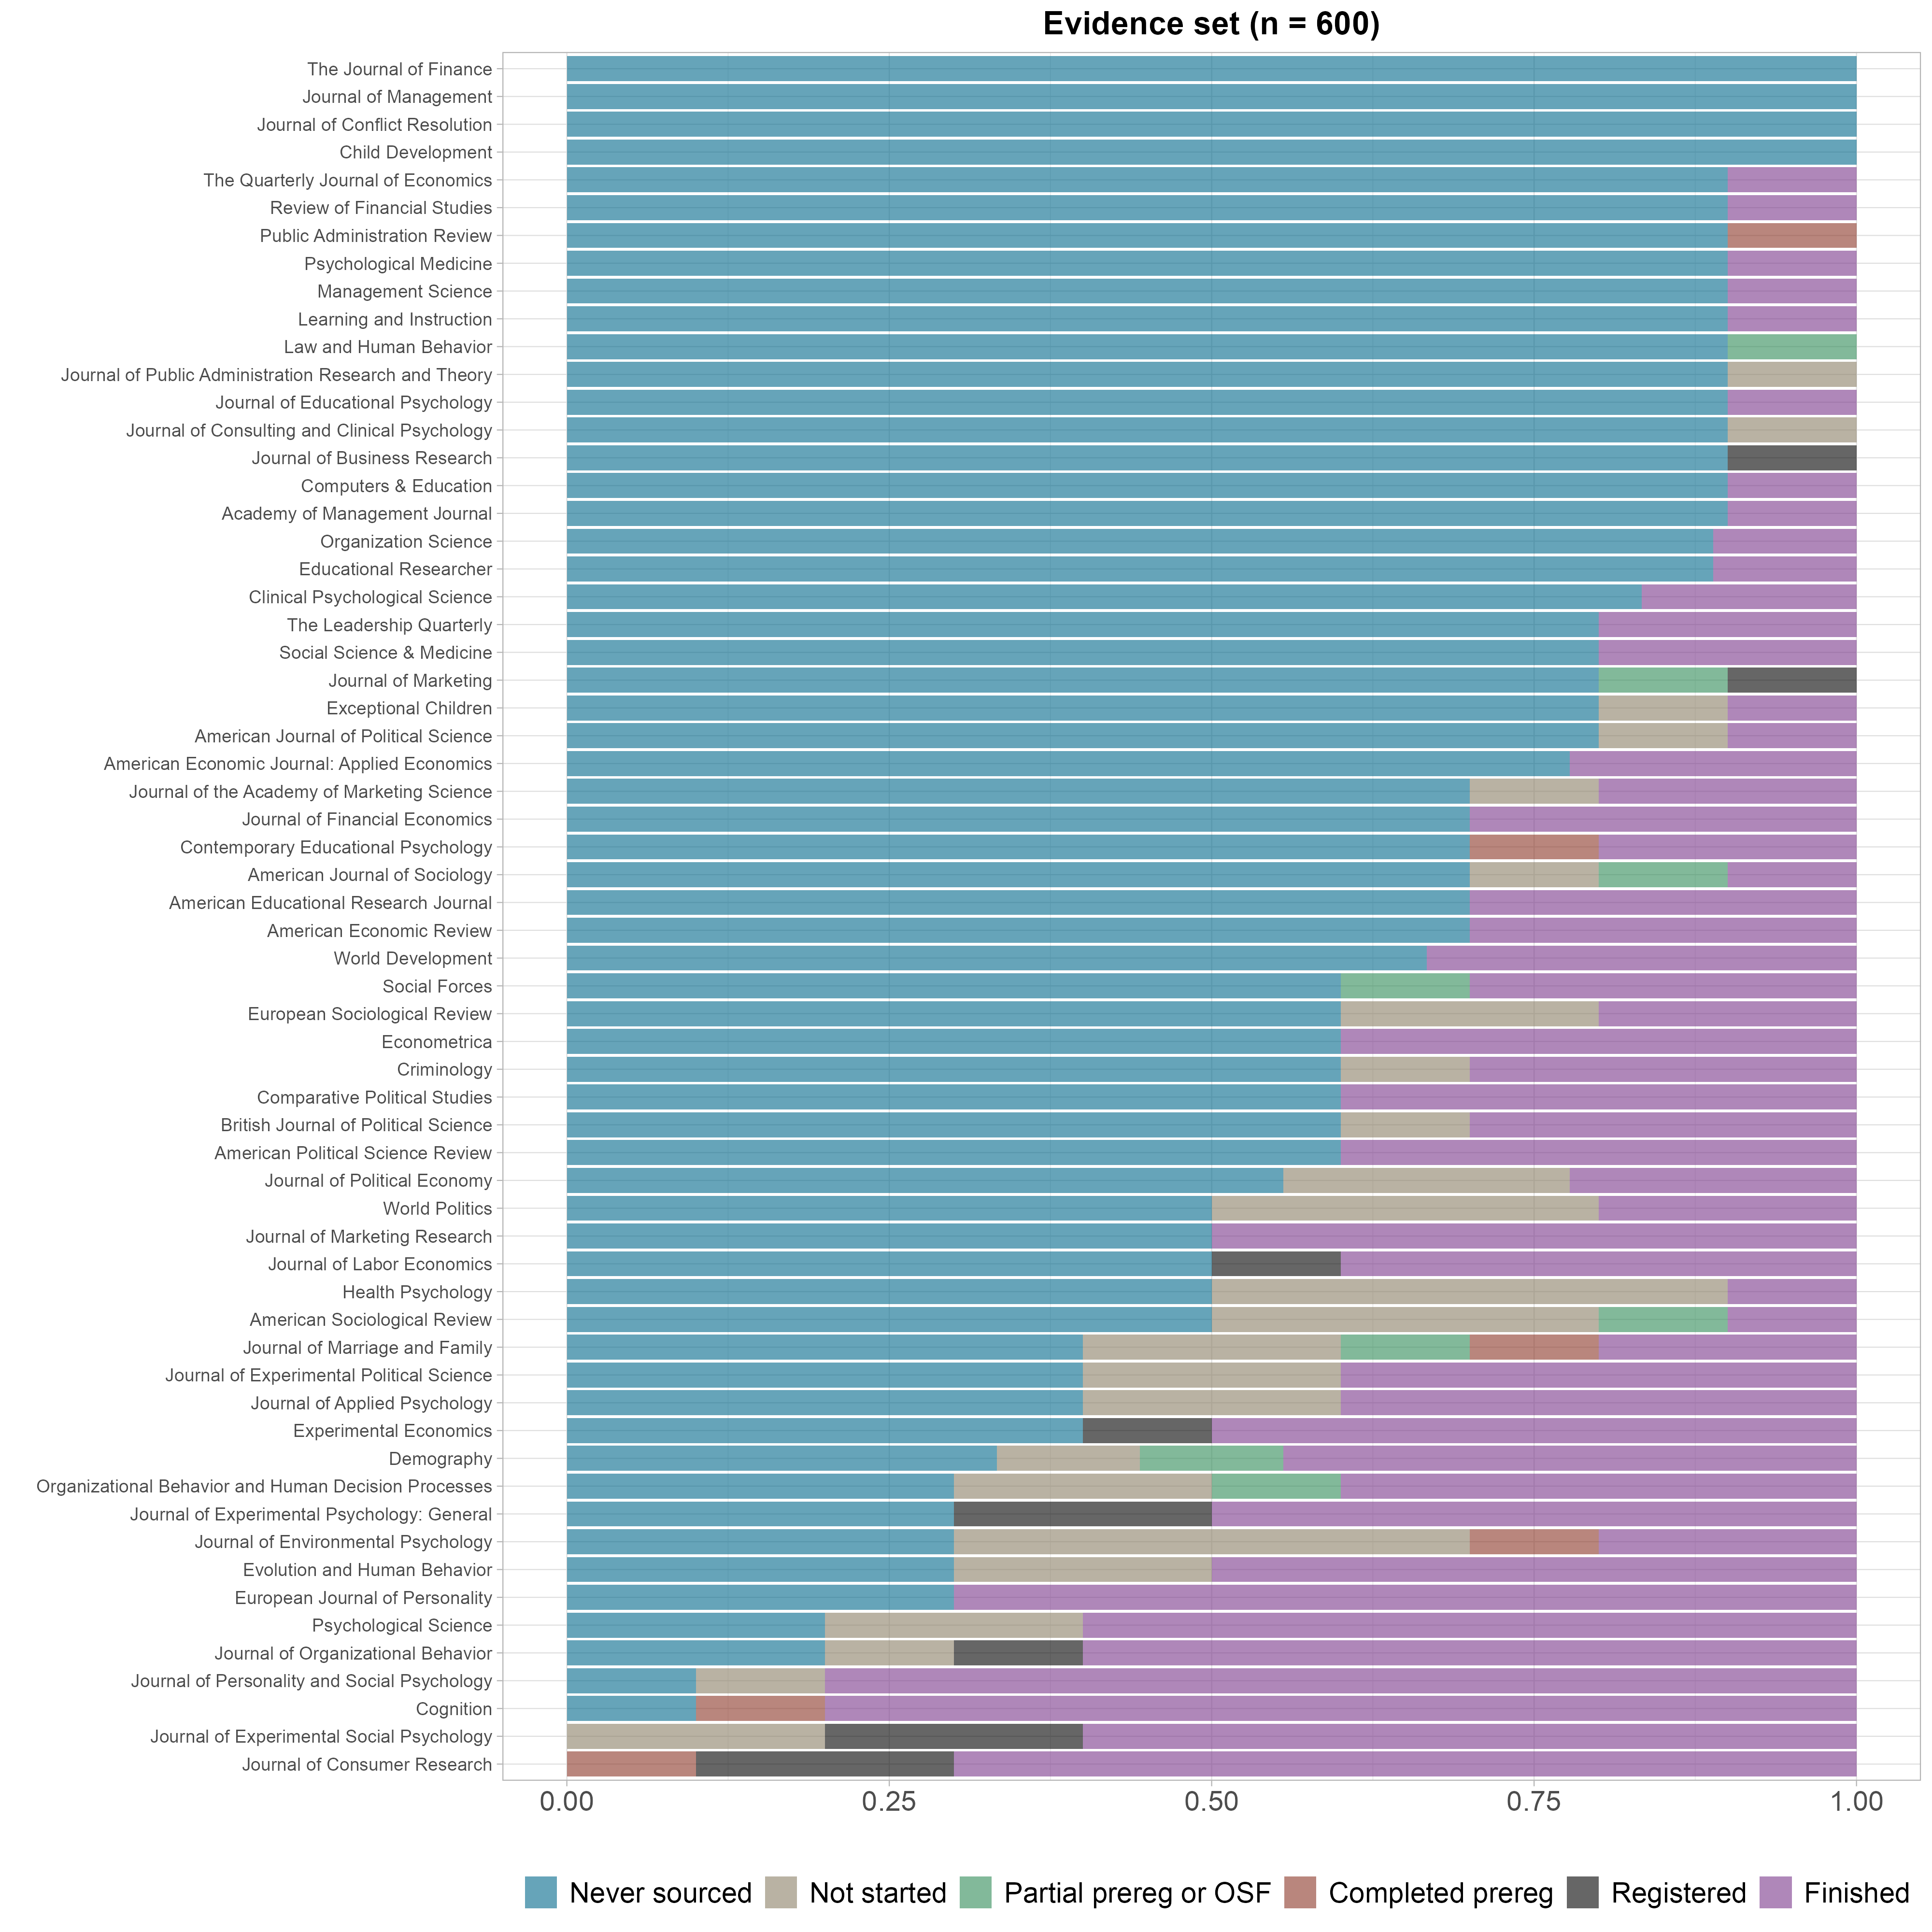 Evidence set (n = 600)
The Journal of Finance
Journal of Management
Journal of Conflict Resolution
Child Development
The Quarterly Journal of Economics
Review of Financial Studies
Public Administration Review
Psychological Medicine
Management Science
Learning and Instruction
Law and Human Behavior
Journal of Public Administration Research and Theory
Journal of Educational Psychology
Journal of Consulting and Clinical Psychology
Journal of Business Research
Computers & Education
Academy of Management Journal
Organization Science
Educational Researcher
Clinical Psychological Science
The Leadership Quarterly
Social Science & Medicine
Journal of Marketing
Exceptional Children
American Journal of Political Science
American Economic Journal: Applied Economics
Journal of the Academy of Marketing Science
Journal of Financial Economics
Contemporary Educational Psychology
American Journal of Sociology
American Educational Research Journal
American Economic Review
World Development
Social Forces
European Sociological Review
Econometrica
Criminology
Comparative Political Studies
British Journal of Political Science
American Political Science Review
Journal of Political Economy
World Politics
Journal of Marketing Research
Journal of Labor Economics
Health Psychology
American Sociological Review
Journal of Marriage and Family
Journal of Experimental Political Science
Journal of Applied Psychology
Experimental Economics
Demography
Organizational Behavior and Human Decision Processes
Journal of Experimental Psychology: General
Journal of Environmental Psychology
Evolution and Human Behavior
European Journal of Personality
Psychological Science
Journal of Organizational Behavior
Journal of Personality and Social Psychology
Cognition
Journal of Experimental Social Psychology
Journal of Consumer Research
0.00 0.25 0.50 0.75 1.00
Never sourced Not started Partial prereg or OSF Completed prereg Registered Finished